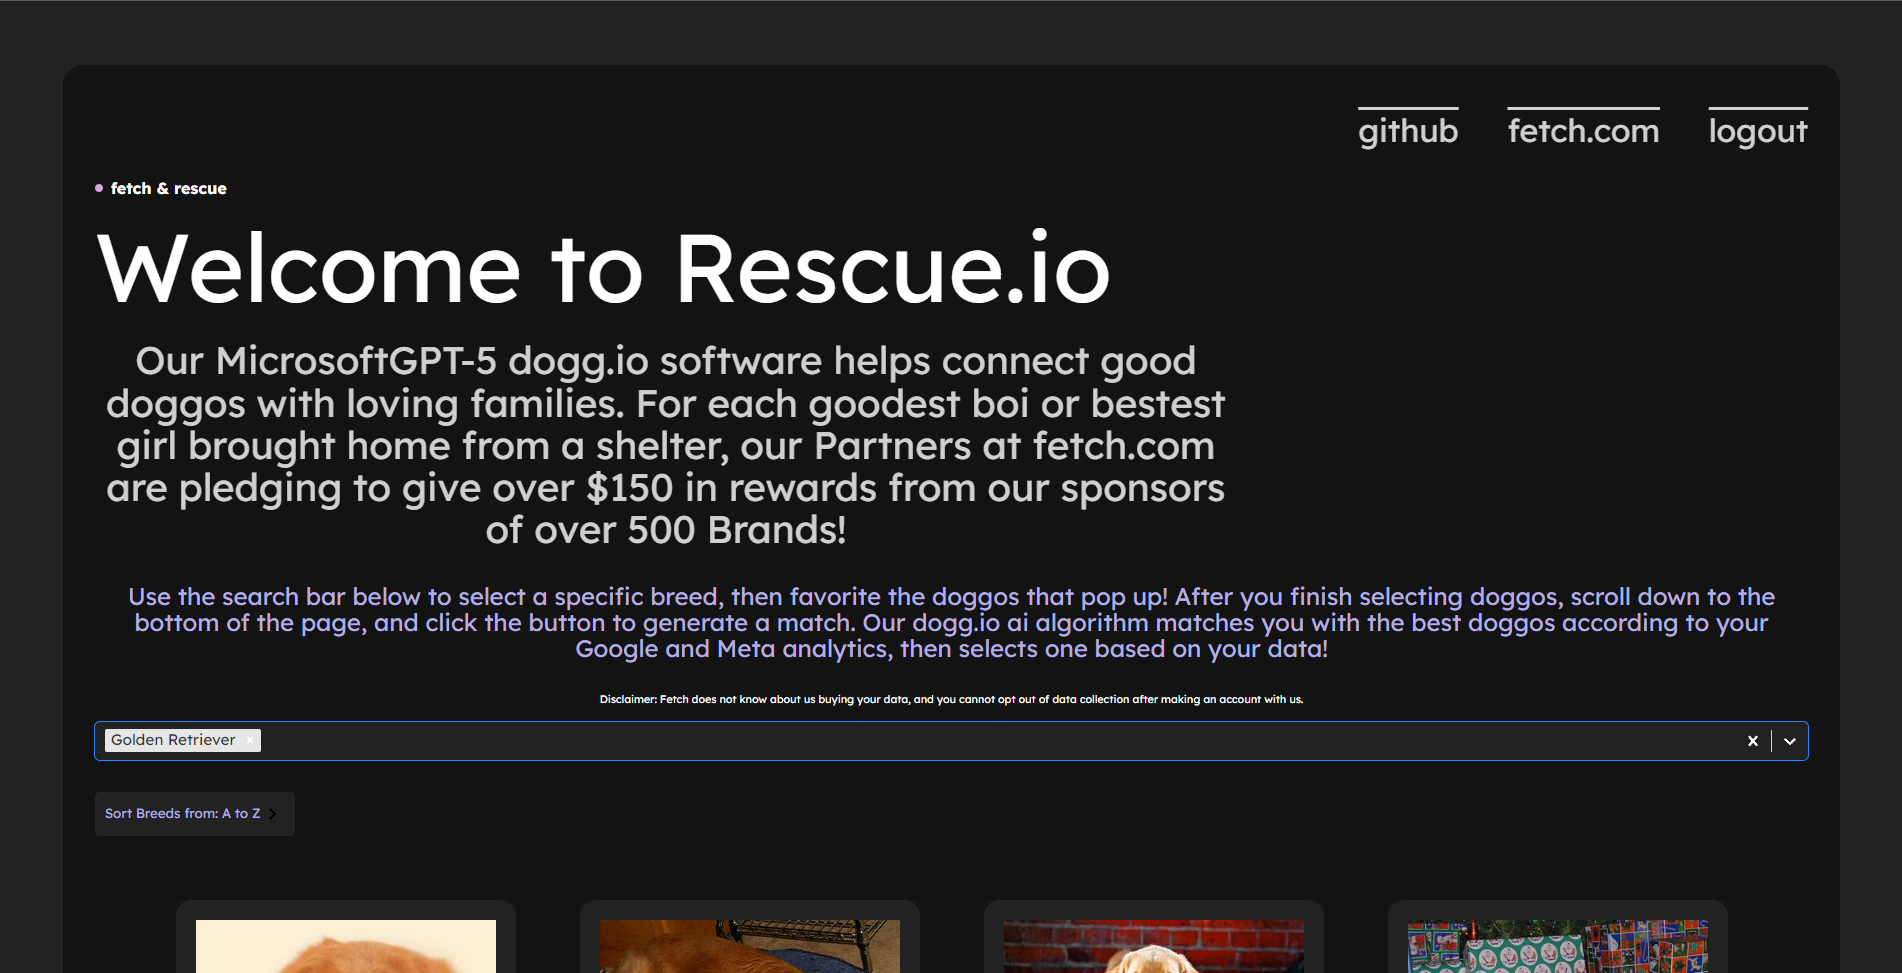 github fetch.com logout
fetch & rescue
Welcome to Rescue.io
Our MicrosoftGPT-5 dogg.io software helps connect good
doggos with loving families. For each goodest boi or bestest
girl brought home from a shelter, our Partners at fetch.com
are pledging to give over $150 in rewards from our sponsors
of over 500 Brands!
Use the search bar below to select a specific breed, then favorite the doggos that pop up! After you finish selecting doggos, scroll down to the
bottom of the page, and click the button to generate a match. Our dogg.io ai algorithm matches you with the best doggos according to your
Google and Meta analytics, then selects one based on your data!
Disclaimer: Fetch does not know about us buying your data, and you cannot opt out of data collection after making an account with us.
Golden Retriever
Sort Breeds from: A to Z